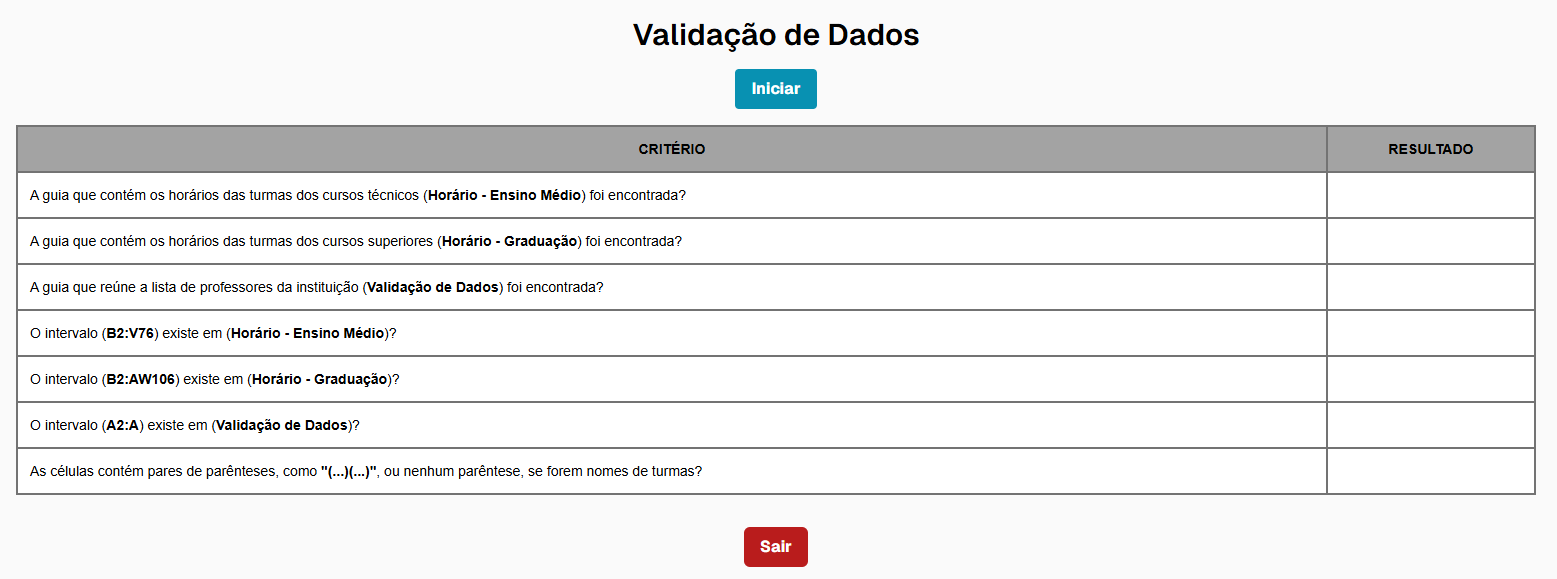 Validação de Dados
Iniciar
CRITÉRIO
RESULTADO
A guia que contém os horários das turmas dos cursos técnicos (Horário - Ensino Médio) foi encontrada?
A guia que contém os horários das turmas dos cursos superiores (Horário - Graduação) foi encontrada?
A guia que reúne a lista de professores da instituição (Validação de Dados) foi encontrada?
O intervalo (B2:V76) existe em (Horário - Ensino Médio)?
O intervalo (B2:AW106) existe em (Horário - Graduação)?
O intervalo (A2:A) existe em (Validação de Dados)?
As células contém pares de parênteses, como "(...)(...)", ou nenhum parêntese, se forem nomes de turmas?
Sair